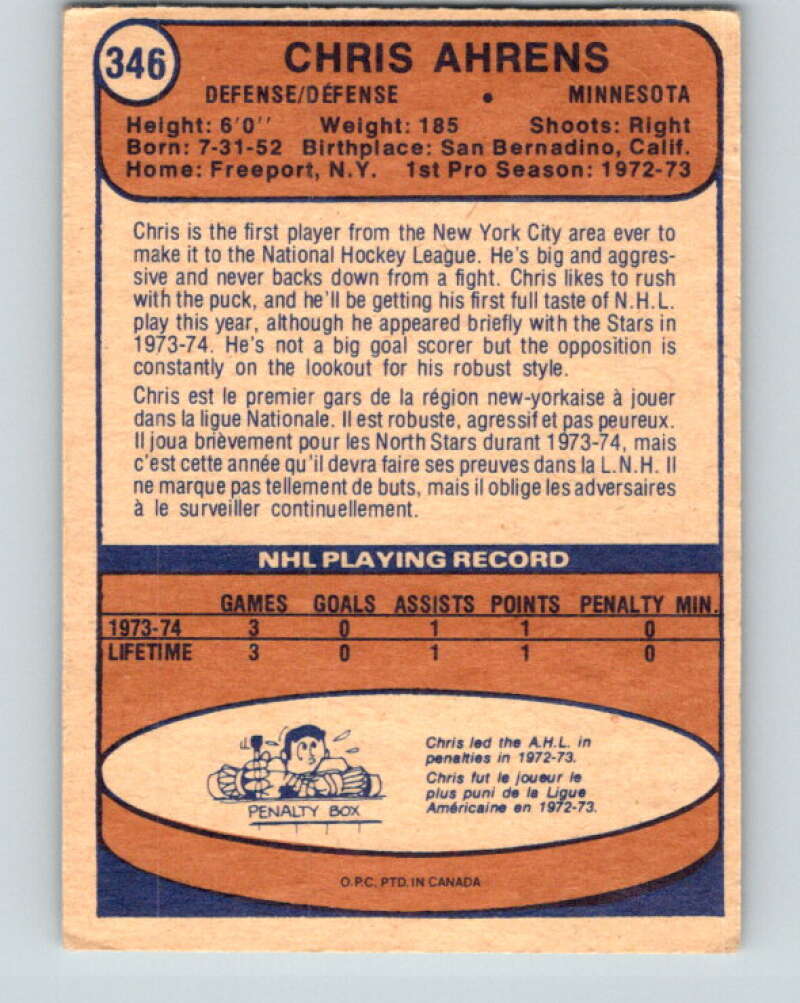 346
CHRIS AHRENS
DEFENSE/DÉFENSE • MINNESOTA
Height: 6'0'' Weight: 185 Shoots: Right
Born: 7-31-52 Birthplace: San Bernadino, Calif.
Home: Freeport, N.Y. 1st Pro Season: 1972-73
Chris is the first player from the New York City area ever to
make it to the National Hockey League. He's big and aggres-
sive and never backs down from a fight. Chris likes to rush
with the puck, and he'll be getting his first full taste of N.H.L.
play this year, although he appeared briefly with the Stars in
1973-74. He's not a big goal scorer but the opposition is
constantly on the lookout for his robust style.
Chris est le premier gars de la région new-yorkaise à jouer
dans la ligue Nationale. Il est robuste, agressif et pas peureux.
Il joua brièvement pour les North Stars durant 1973-74, mais
c'est cette année qu'il devra faire ses preuves dans la L.N.H. Il
ne marque pas tellement de buts, mais il oblige les adversaires
à le surveiller continuellement.
NHL PLAYING RECORD
GAMES GOALS ASSISTS POINTS PENALTY MIN.
1973-74 3 0 1 1 0
LIFETIME 3 0 1 1 0
Chris led the A.H.L. in
penalties in 1972-73.
Chris fut le joueur le
plus puni de la Ligue
Américaine en 1972-73.
PENALTY BOX
O.P.C. PTD. IN CANADA